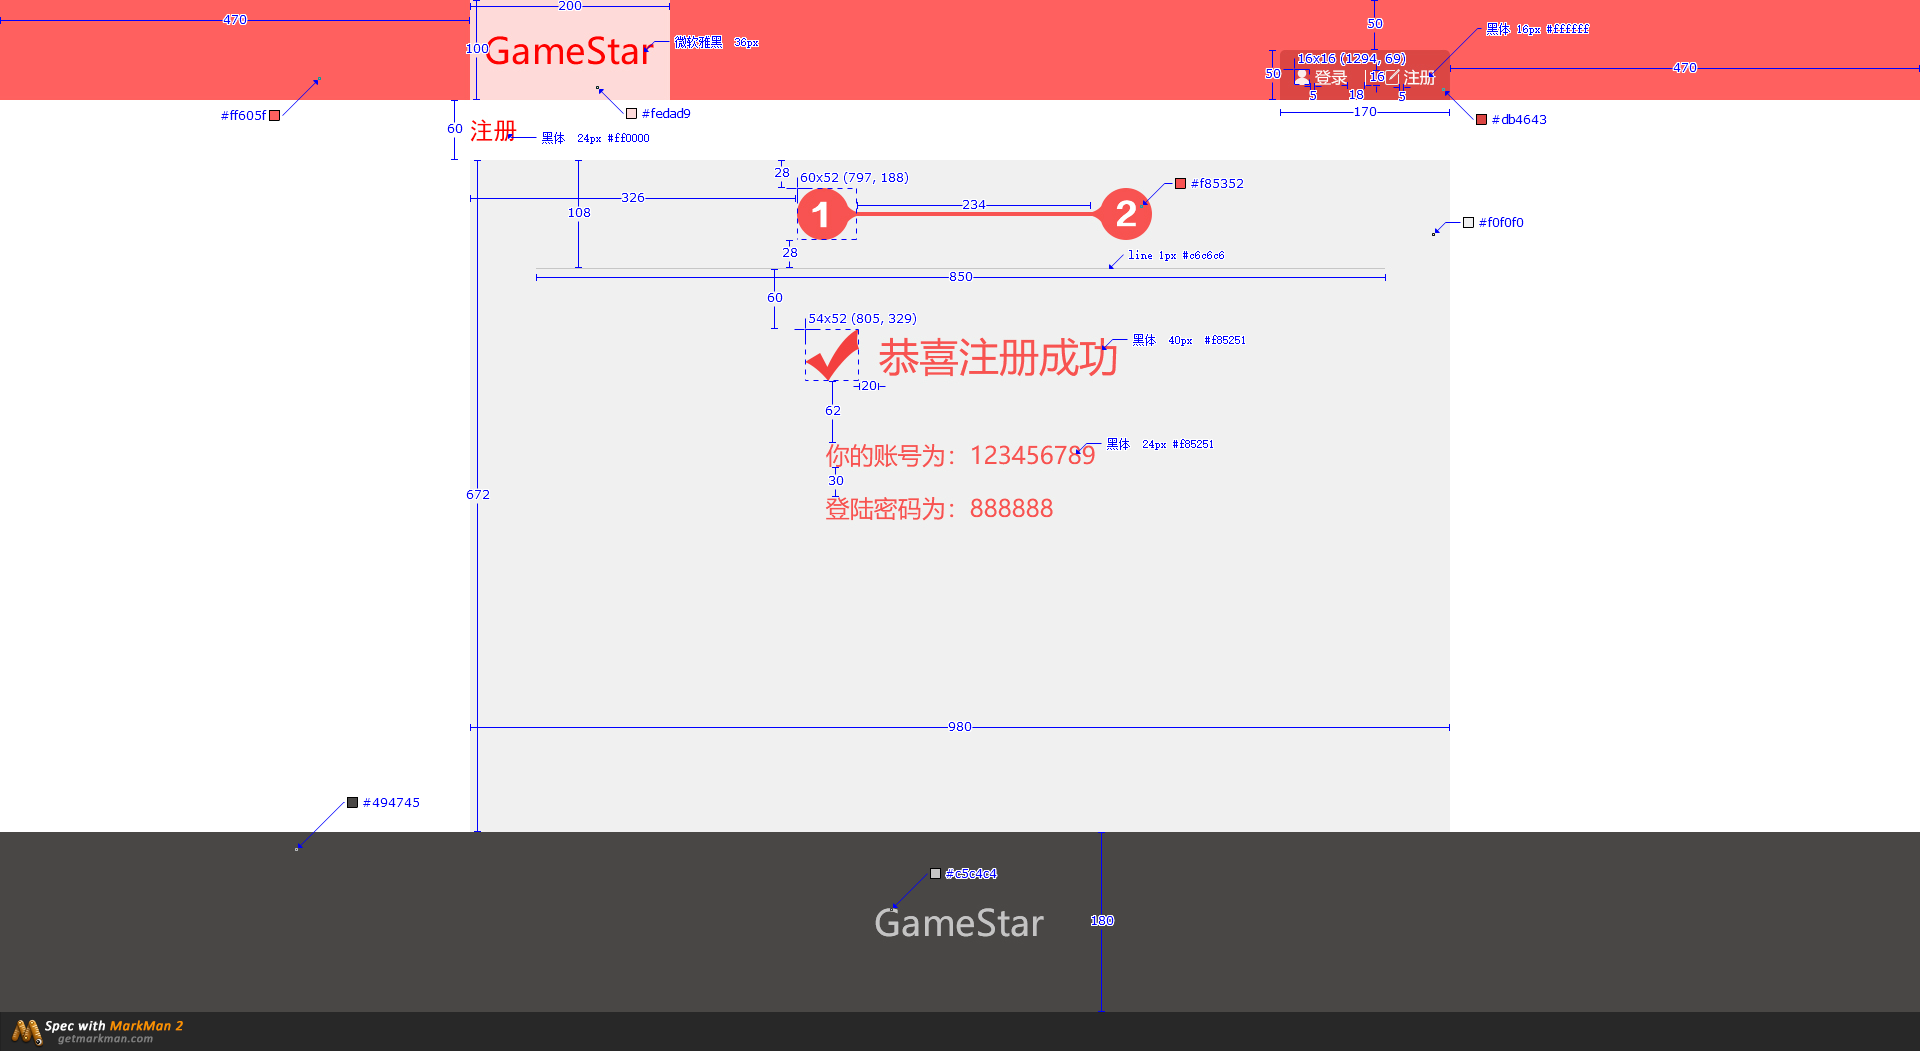 470
200
50
黑体 16px #ffffff
100
GameStar
微软雅黑 36px
16x16 (1294, 69)
50
登录
16
注册
470
5
18
5
#ff605f
#fedad9
170
#db4643
60
注册
黑体 24px #ff0000
28
60x52 (797, 188)
#f85352
326
108
1
234
2
#f0f0f0
28
line 1px #c6c6c6
850
60
54x52 (805, 329)
恭喜注册成功
黑体 40px #f85251
20
62
你的账号为：123456789
黑体 24px #f85251
30
672
登陆密码为：888888
980
#494745
#c5c4c4
GameStar
180
Spec with MarkMan 2
getmarkman.com